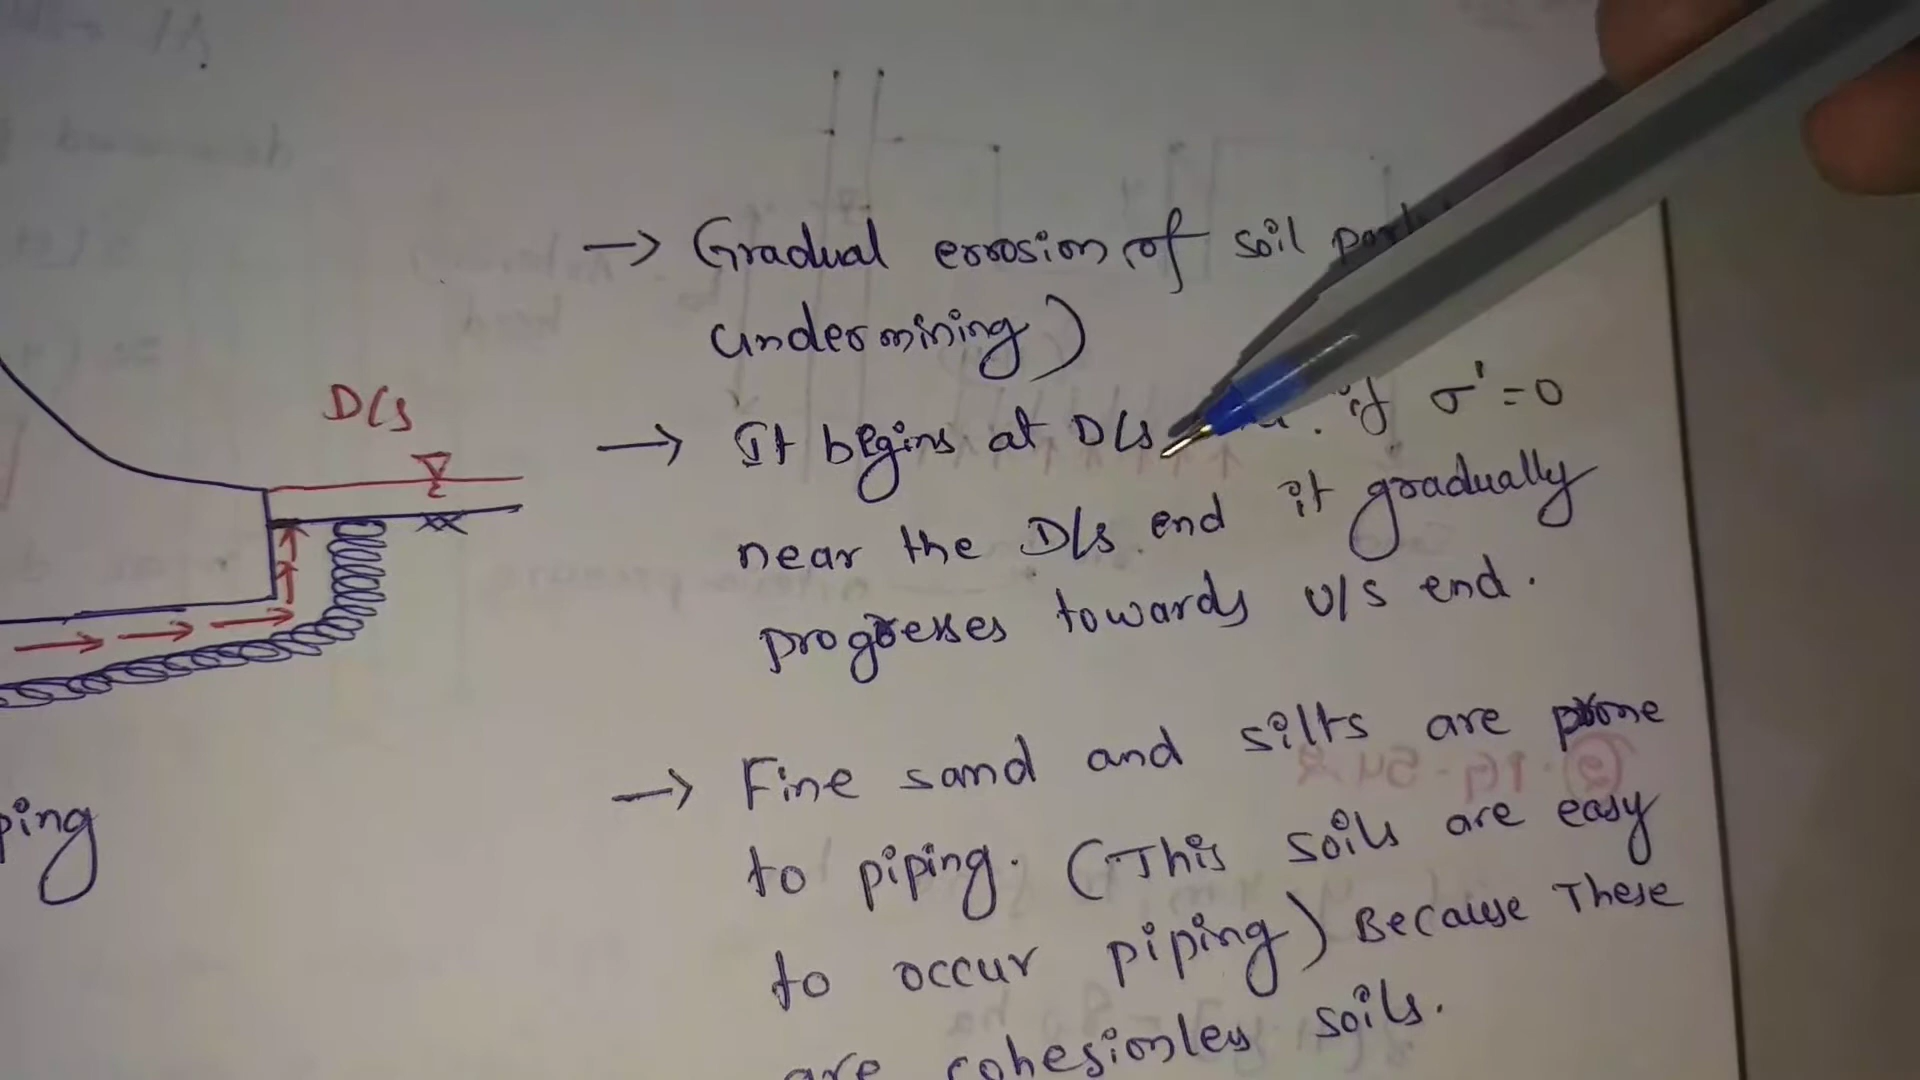 → Gradual errosion of soil
undermining)
→ It begins at D/s if σ' = 0
near the D/s end it gradually
progresses towards U/S end.
→ Fine sand and silts are prone
to piping. (This soils are easy
to occur piping) Because These
are cohesionless soils.
D/s
ping